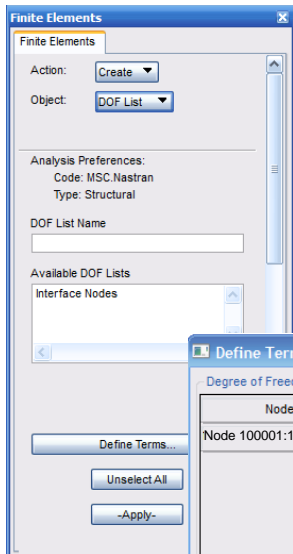 Finite Elements
Finite Elements
Action: Create
Object: DOF List
Analysis Preferences:
Code: MSC.Nastran
Type: Structural
DOF List Name
Available DOF Lists
Interface Nodes
Define Terms...
Unselect All
-Apply-
Define Ter
Degree of Freed
Node
Node 100001:1